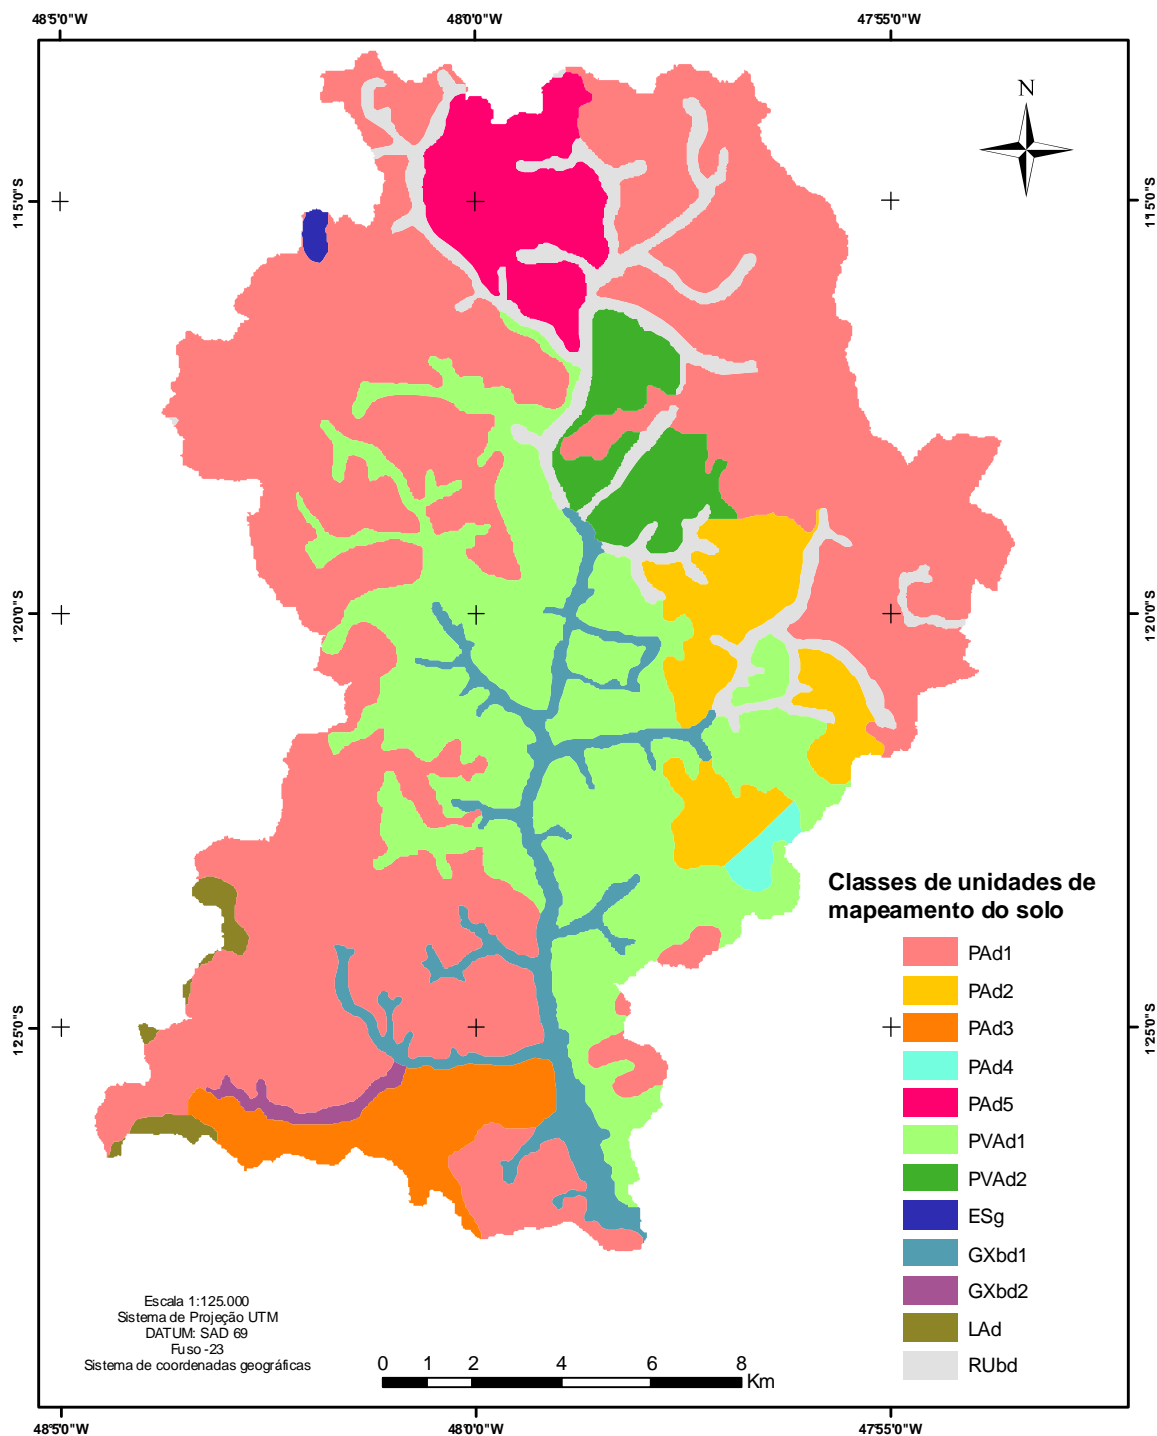 48°5'0"W 48°0'0"W 47°55'0"W
N
1°15'0"S 1°15'0"S
1°20'0"S 1°20'0"S
1°25'0"S 1°25'0"S
Classes de unidades de
mapeamento do solo
PAd1
PAd2
PAd3
PAd4
PAd5
PVAd1
PVAd2
ESg
GXbd1
GXbd2
LAd
RUbd
Escala 1:125.000
Sistema de Projeção UTM
DATUM: SAD 69
Fuso -23
Sistema de coordenadas geográficas
0 1 2 4 6 8
Km
48°5'0"W 48°0'0"W 47°55'0"W